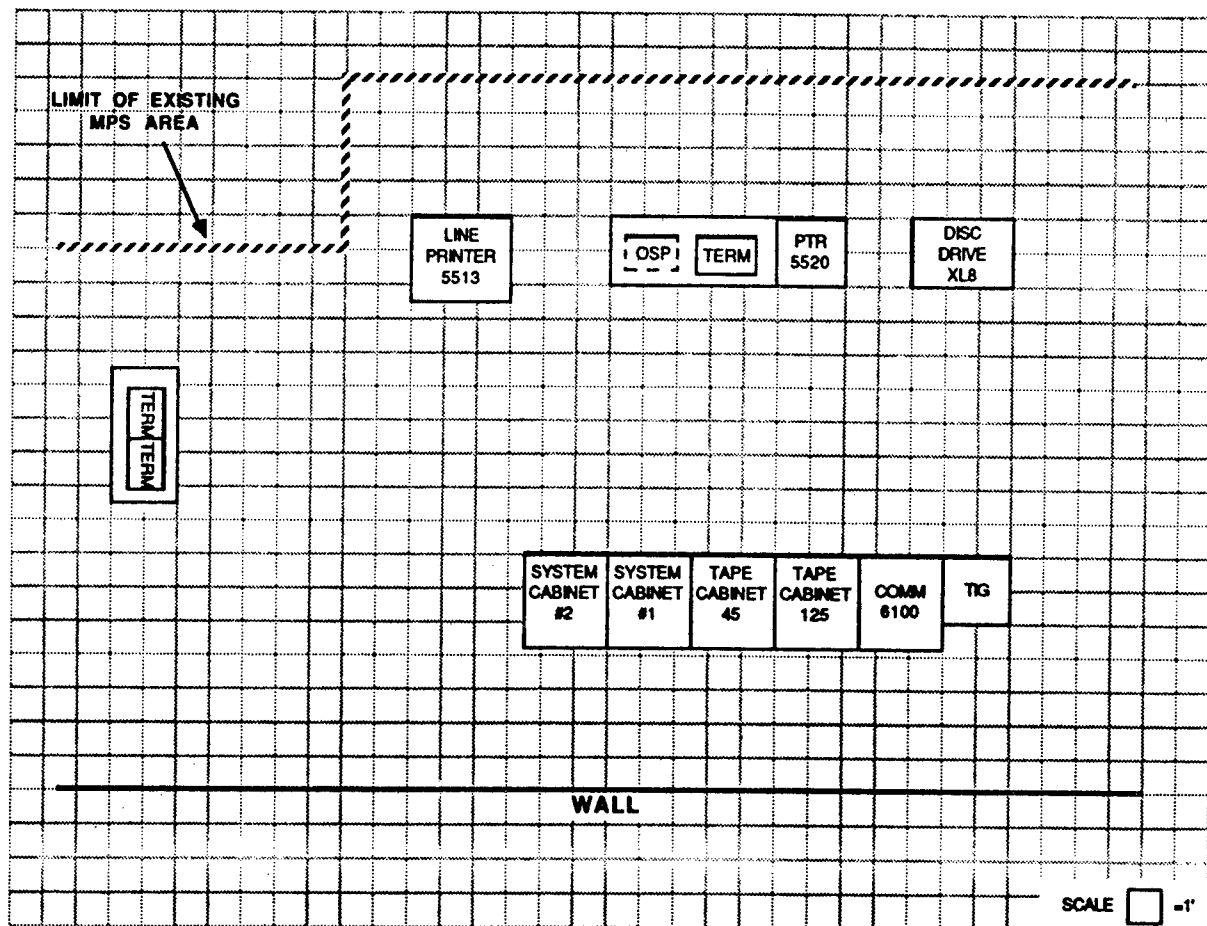 LIMIT OF EXISTING
MPS AREA
LINE
PRINTER
5513
OSP
TERM
PTR
5520
DISC
DRIVE
XL8
TERM
TERM
SYSTEM
CABINET
#2
SYSTEM
CABINET
#1
TAPE
CABINET
45
TAPE
CABINET
125
COMM
6100
TIG
WALL
SCALE =1'